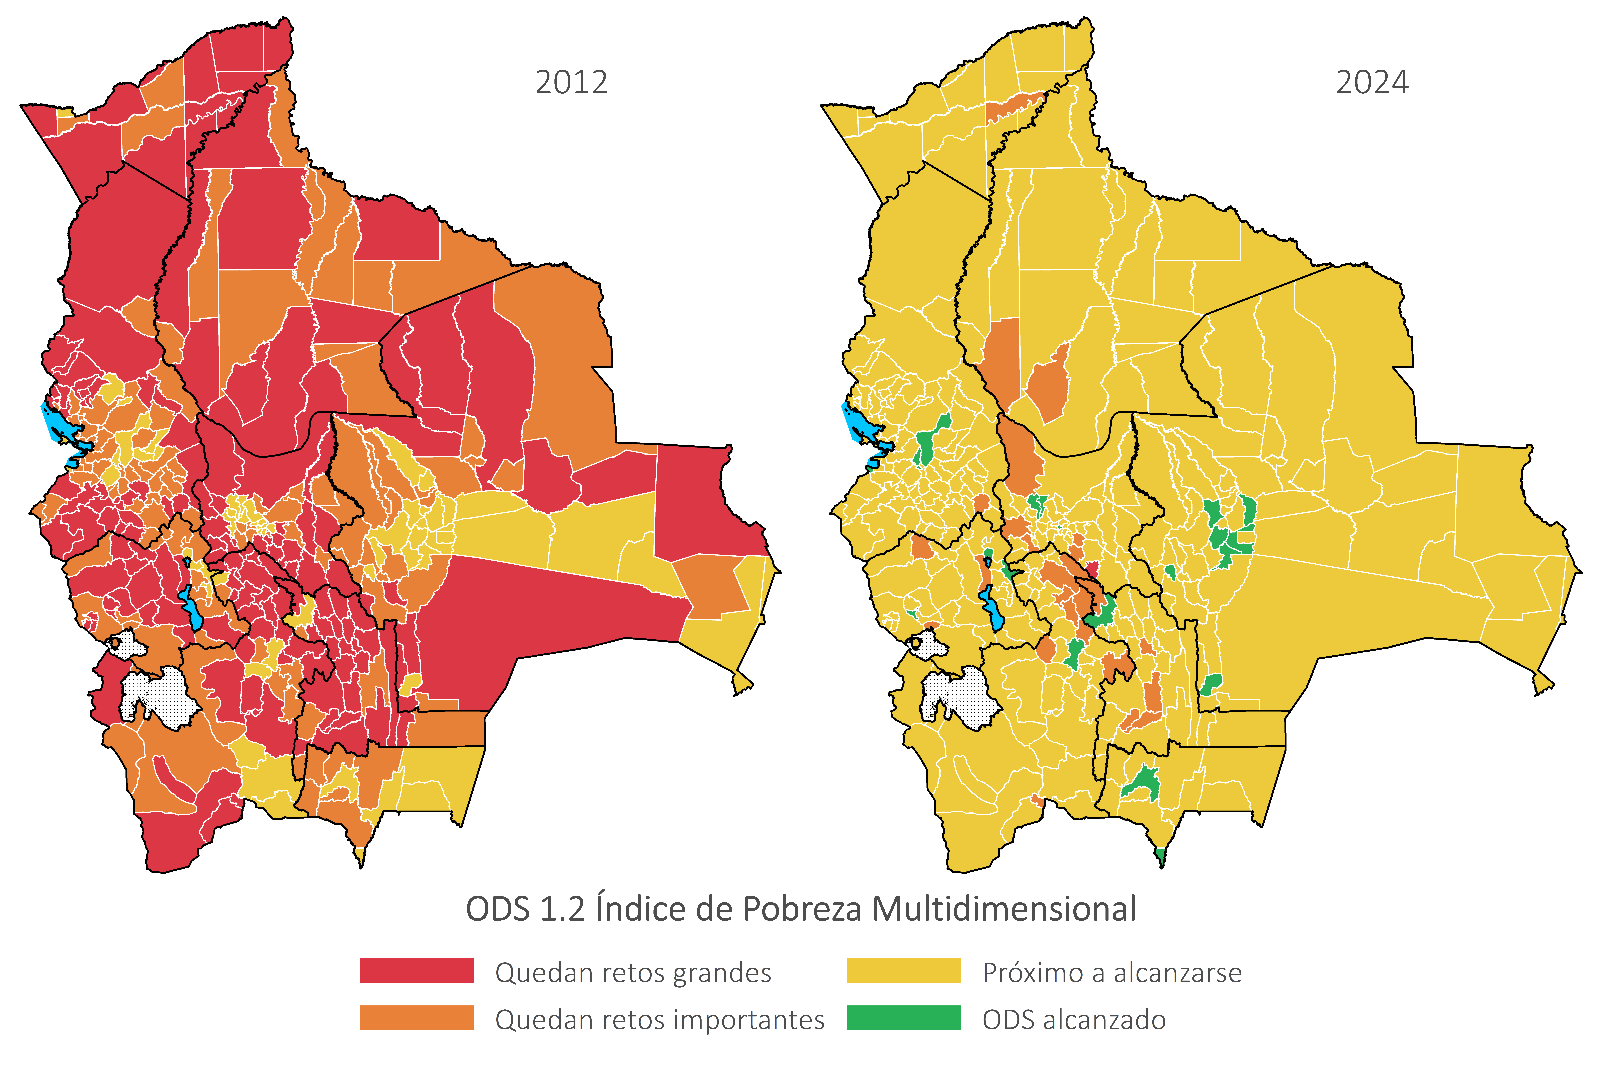 2012
2024
ODS 1.2 Índice de Pobreza Multidimensional
Quedan retos grandes
Próximo a alcanzarse
Quedan retos importantes
ODS alcanzado